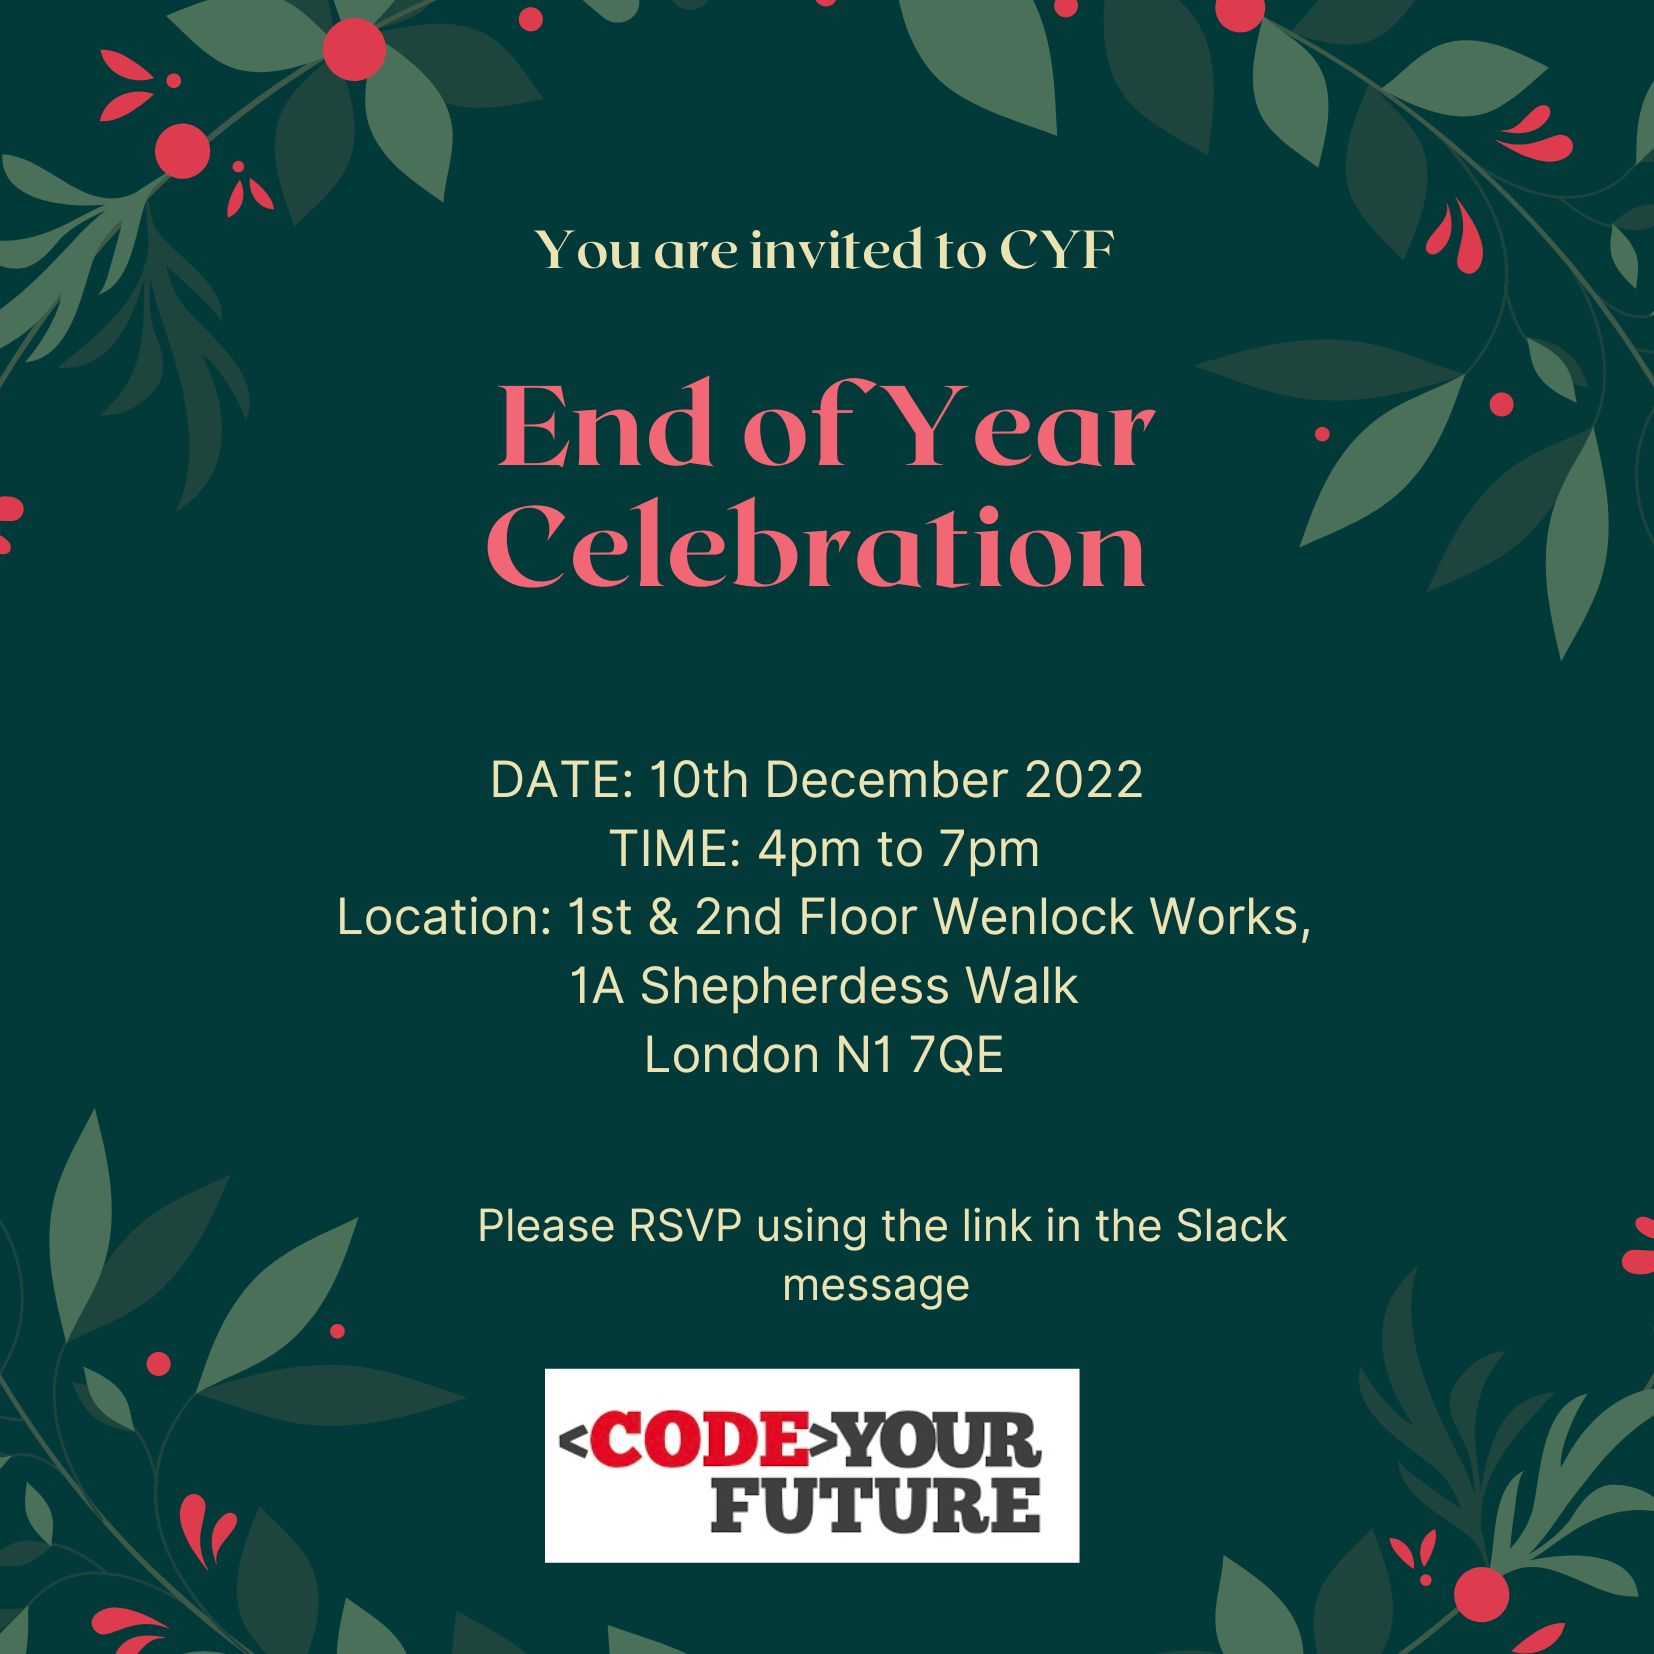 You are invited to CYF
End of Year
Celebration
DATE: 10th December 2022
TIME: 4pm to 7pm
Location: 1st & 2nd Floor Wenlock Works,
1A Shepherdess Walk
London N1 7QE
Please RSVP using the link in the Slack
message
<CODE>YOUR
FUTURE